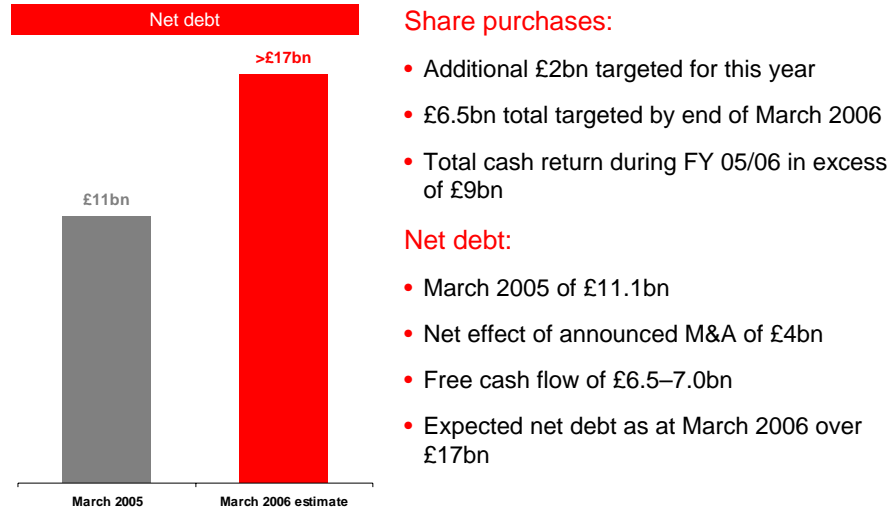 Net debt
>£17bn
£11bn
March 2005
March 2006 estimate
Share purchases:
• Additional £2bn targeted for this year
• £6.5bn total targeted by end of March 2006
• Total cash return during FY 05/06 in excess
of £9bn
Net debt:
• March 2005 of £11.1bn
• Net effect of announced M&A of £4bn
• Free cash flow of £6.5–7.0bn
• Expected net debt as at March 2006 over
£17bn